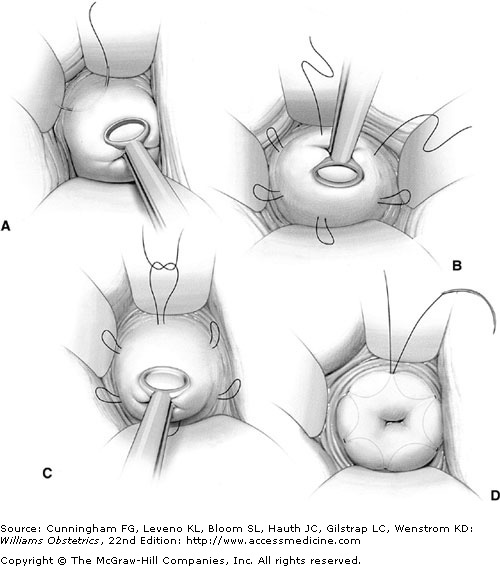 A
B
C
D
Source: Cunningham FG, Leveno KL, Bloom SL, Hauth JC, Gilstrap LC, Wenstrom KD:
Williams Obstetrics, 22nd Edition: http://www.accessmedicine.com
Copyright © The McGraw-Hill Companies, Inc. All rights reserved.